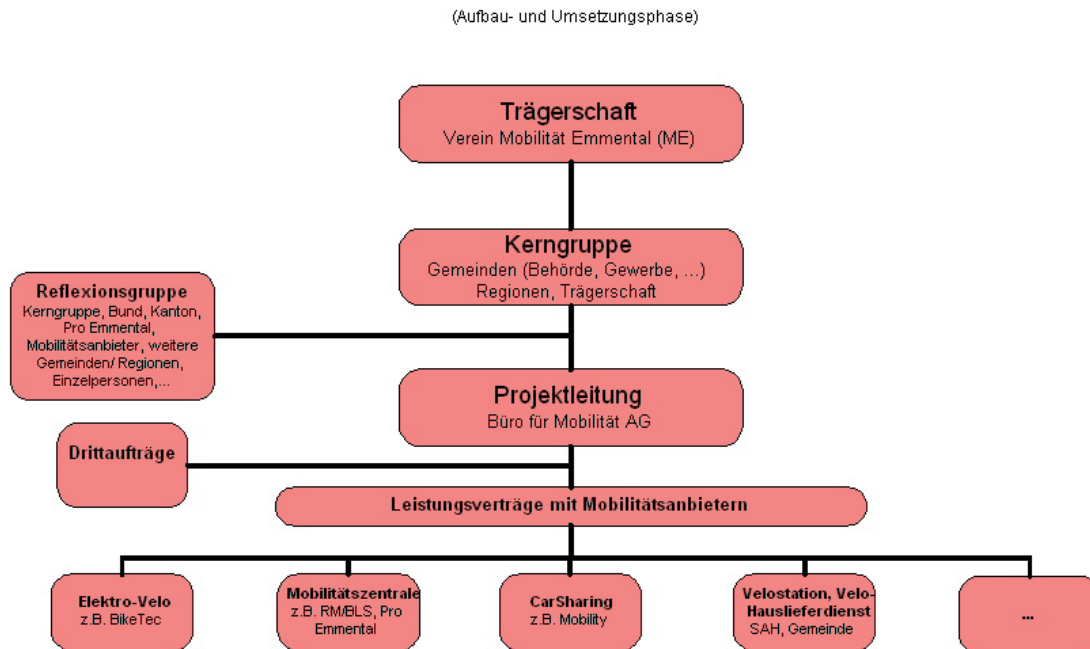 (Aufbau- und Umsetzungsphase)
Trägerschaft
Verein Mobilität Emmental (ME)
Kerngruppe
Gemeinden (Behörde, Gewerbe, ...)
Regionen, Trägerschaft
Reflexionsgruppe
Kerngruppe, Bund, Kanton,
Pro Emmental,
Mobilitätsanbieter, weitere
Gemeinden/ Regionen,
Einzelpersonen,...
Projektleitung
Büro für Mobilität AG
Drittaufträge
Leistungsverträge mit Mobilitätsanbietern
Elektro-Velo
z.B. BikeTec
Mobilitätszentrale
z.B. RM/BLS, Pro
Emmental
CarSharing
z.B. Mobility
Velostation, Velo-
Hauslieferdienst
SAH, Gemeinde
...